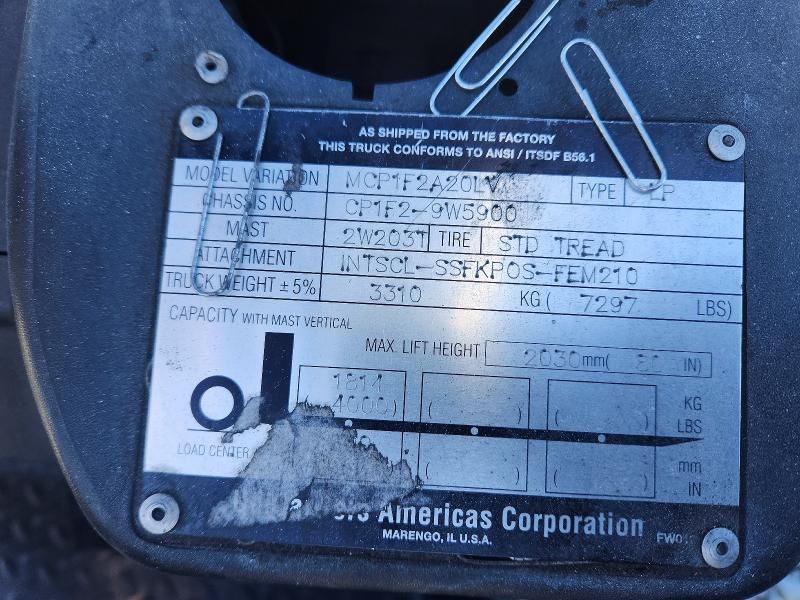 AS SHIPPED FROM THE FACTORY
THIS TRUCK CONFORMS TO ANSI / ITSDF B56.1
MODEL VARIATION MCP1F2A20LV TYPE LP
CHASSIS NO. CP1F2-9W5900
MAST 2W203T TIRE STD TREAD
ATTACHMENT INTSCL-SSFKPOS-FEM210
TRUCK WEIGHT ± 5% 3310 KG ( 7297 LBS)
CAPACITY WITH MAST VERTICAL
MAX. LIFT HEIGHT 2030mm( IN)
1814 KG
4000) ( ) ( ) LBS
LOAD CENTER mm
( ) ( ) IN
Americas Corporation
MARENGO, IL U.S.A.